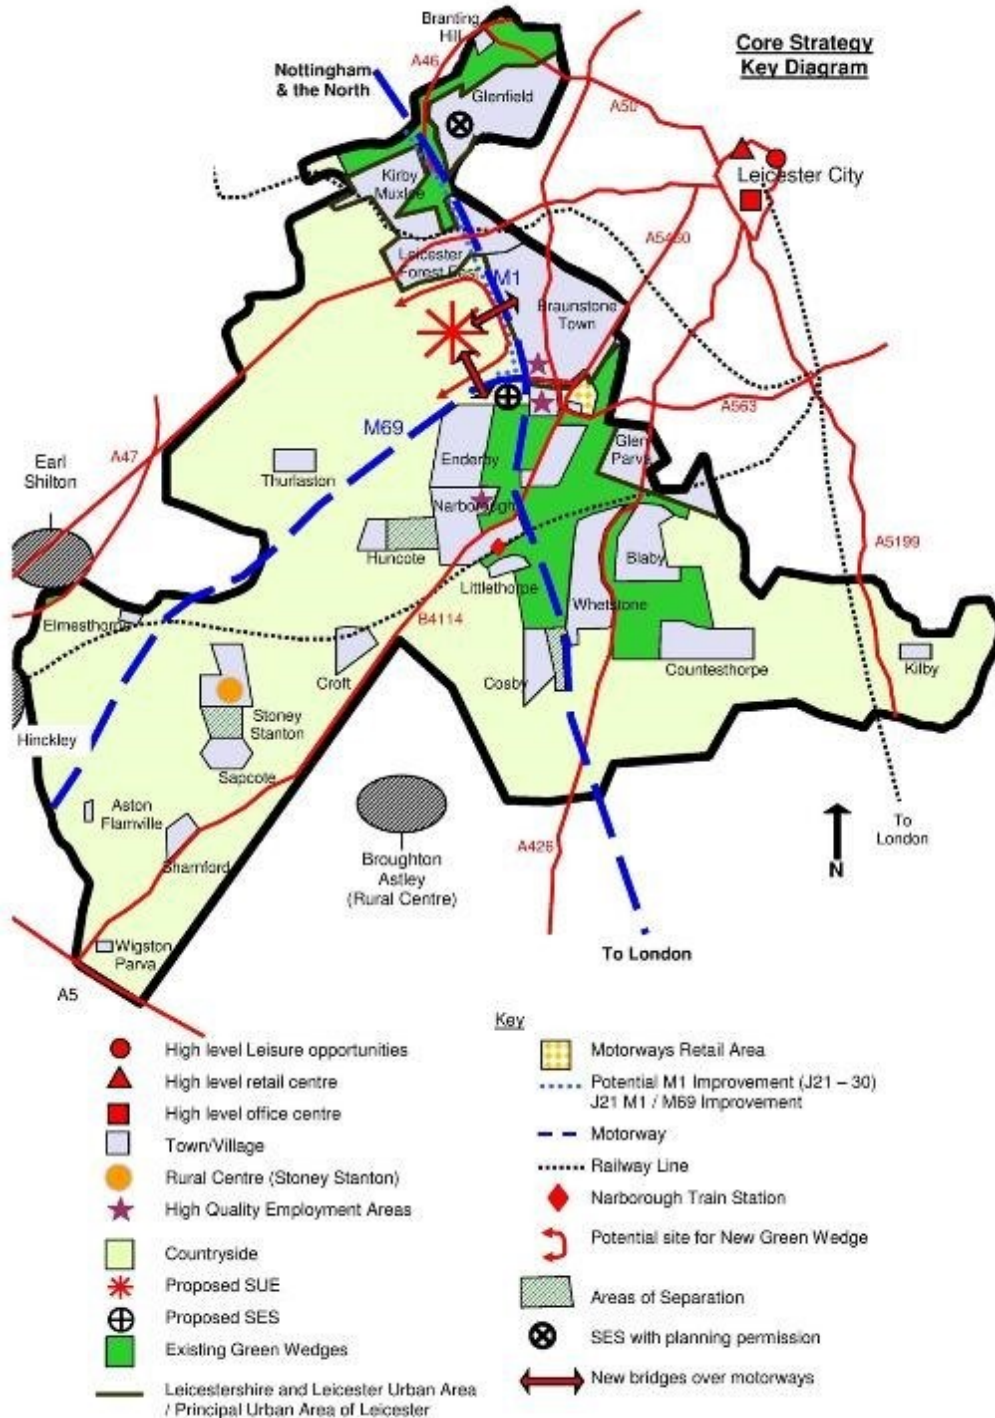 Branting
Hill
Core Strategy
Key Diagram
A46
Nottingham
& the North
Glenfield
A50
Kirby
Muxloe
Leicester City
A5460
Leicester
Forest East
M1
Braunstone
Town
A563
M69
Glen
Parva
A47
Earl
Shilton
Enderby
Thurlaston
Narborough
A5199
Huncote
Blaby
Littlethorpe
Whetstone
B4114
Elmesthorpe
Croft
Cosby
Countesthorpe
Kilby
Stoney
Stanton
Hinckley
Sapcote
Aston
Flamville
Sharnford
Broughton
Astley
(Rural Centre)
A426
To
London
N
Wigston
Parva
To London
A5
Key
High level Leisure opportunities
High level retail centre
High level office centre
Town/Village
Rural Centre (Stoney Stanton)
High Quality Employment Areas
Countryside
Proposed SUE
Proposed SES
Existing Green Wedges
Leicestershire and Leicester Urban Area
/ Principal Urban Area of Leicester
Motorways Retail Area
Potential M1 Improvement (J21 – 30)
J21 M1 / M69 Improvement
Motorway
Railway Line
Narborough Train Station
Potential site for New Green Wedge
Areas of Separation
SES with planning permission
New bridges over motorways